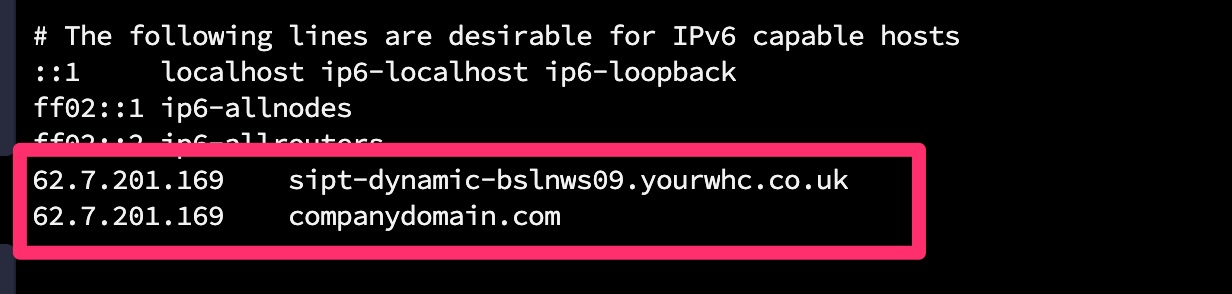 # The following lines are desirable for IPv6 capable hosts
::1     localhost ip6-localhost ip6-loopback
ff02::1 ip6-allnodes
ff02::2 ip6-allrouters
62.7.201.169    sipt-dynamic-bslnws09.yourwhc.co.uk
62.7.201.169    companydomain.com